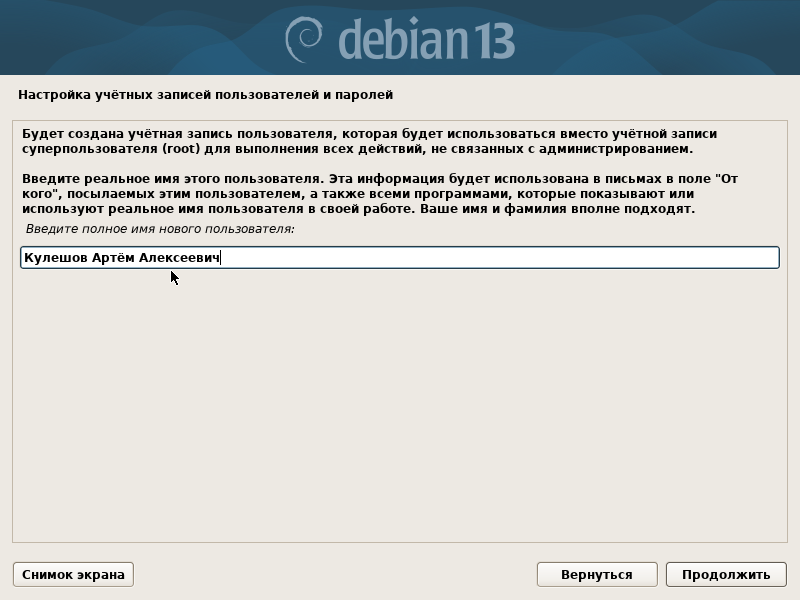 debian 13
Настройка учётных записей пользователей и паролей
Будет создана учётная запись пользователя, которая будет использоваться вместо учётной записи
суперпользователя (root) для выполнения всех действий, не связанных с администрированием.
Введите реальное имя этого пользователя. Эта информация будет использована в письмах в поле "От
кого", посылаемых этим пользователем, а также всеми программами, которые показывают или
используют реальное имя пользователя в своей работе. Ваше имя и фамилия вполне подходят.
Введите полное имя нового пользователя:
Кулешов Артём Алексеевич
Снимок экрана Вернуться Продолжить